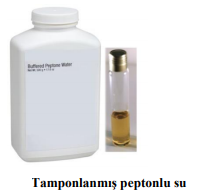 Buffered Peptone Water
Tamponlanmış peptonlu su